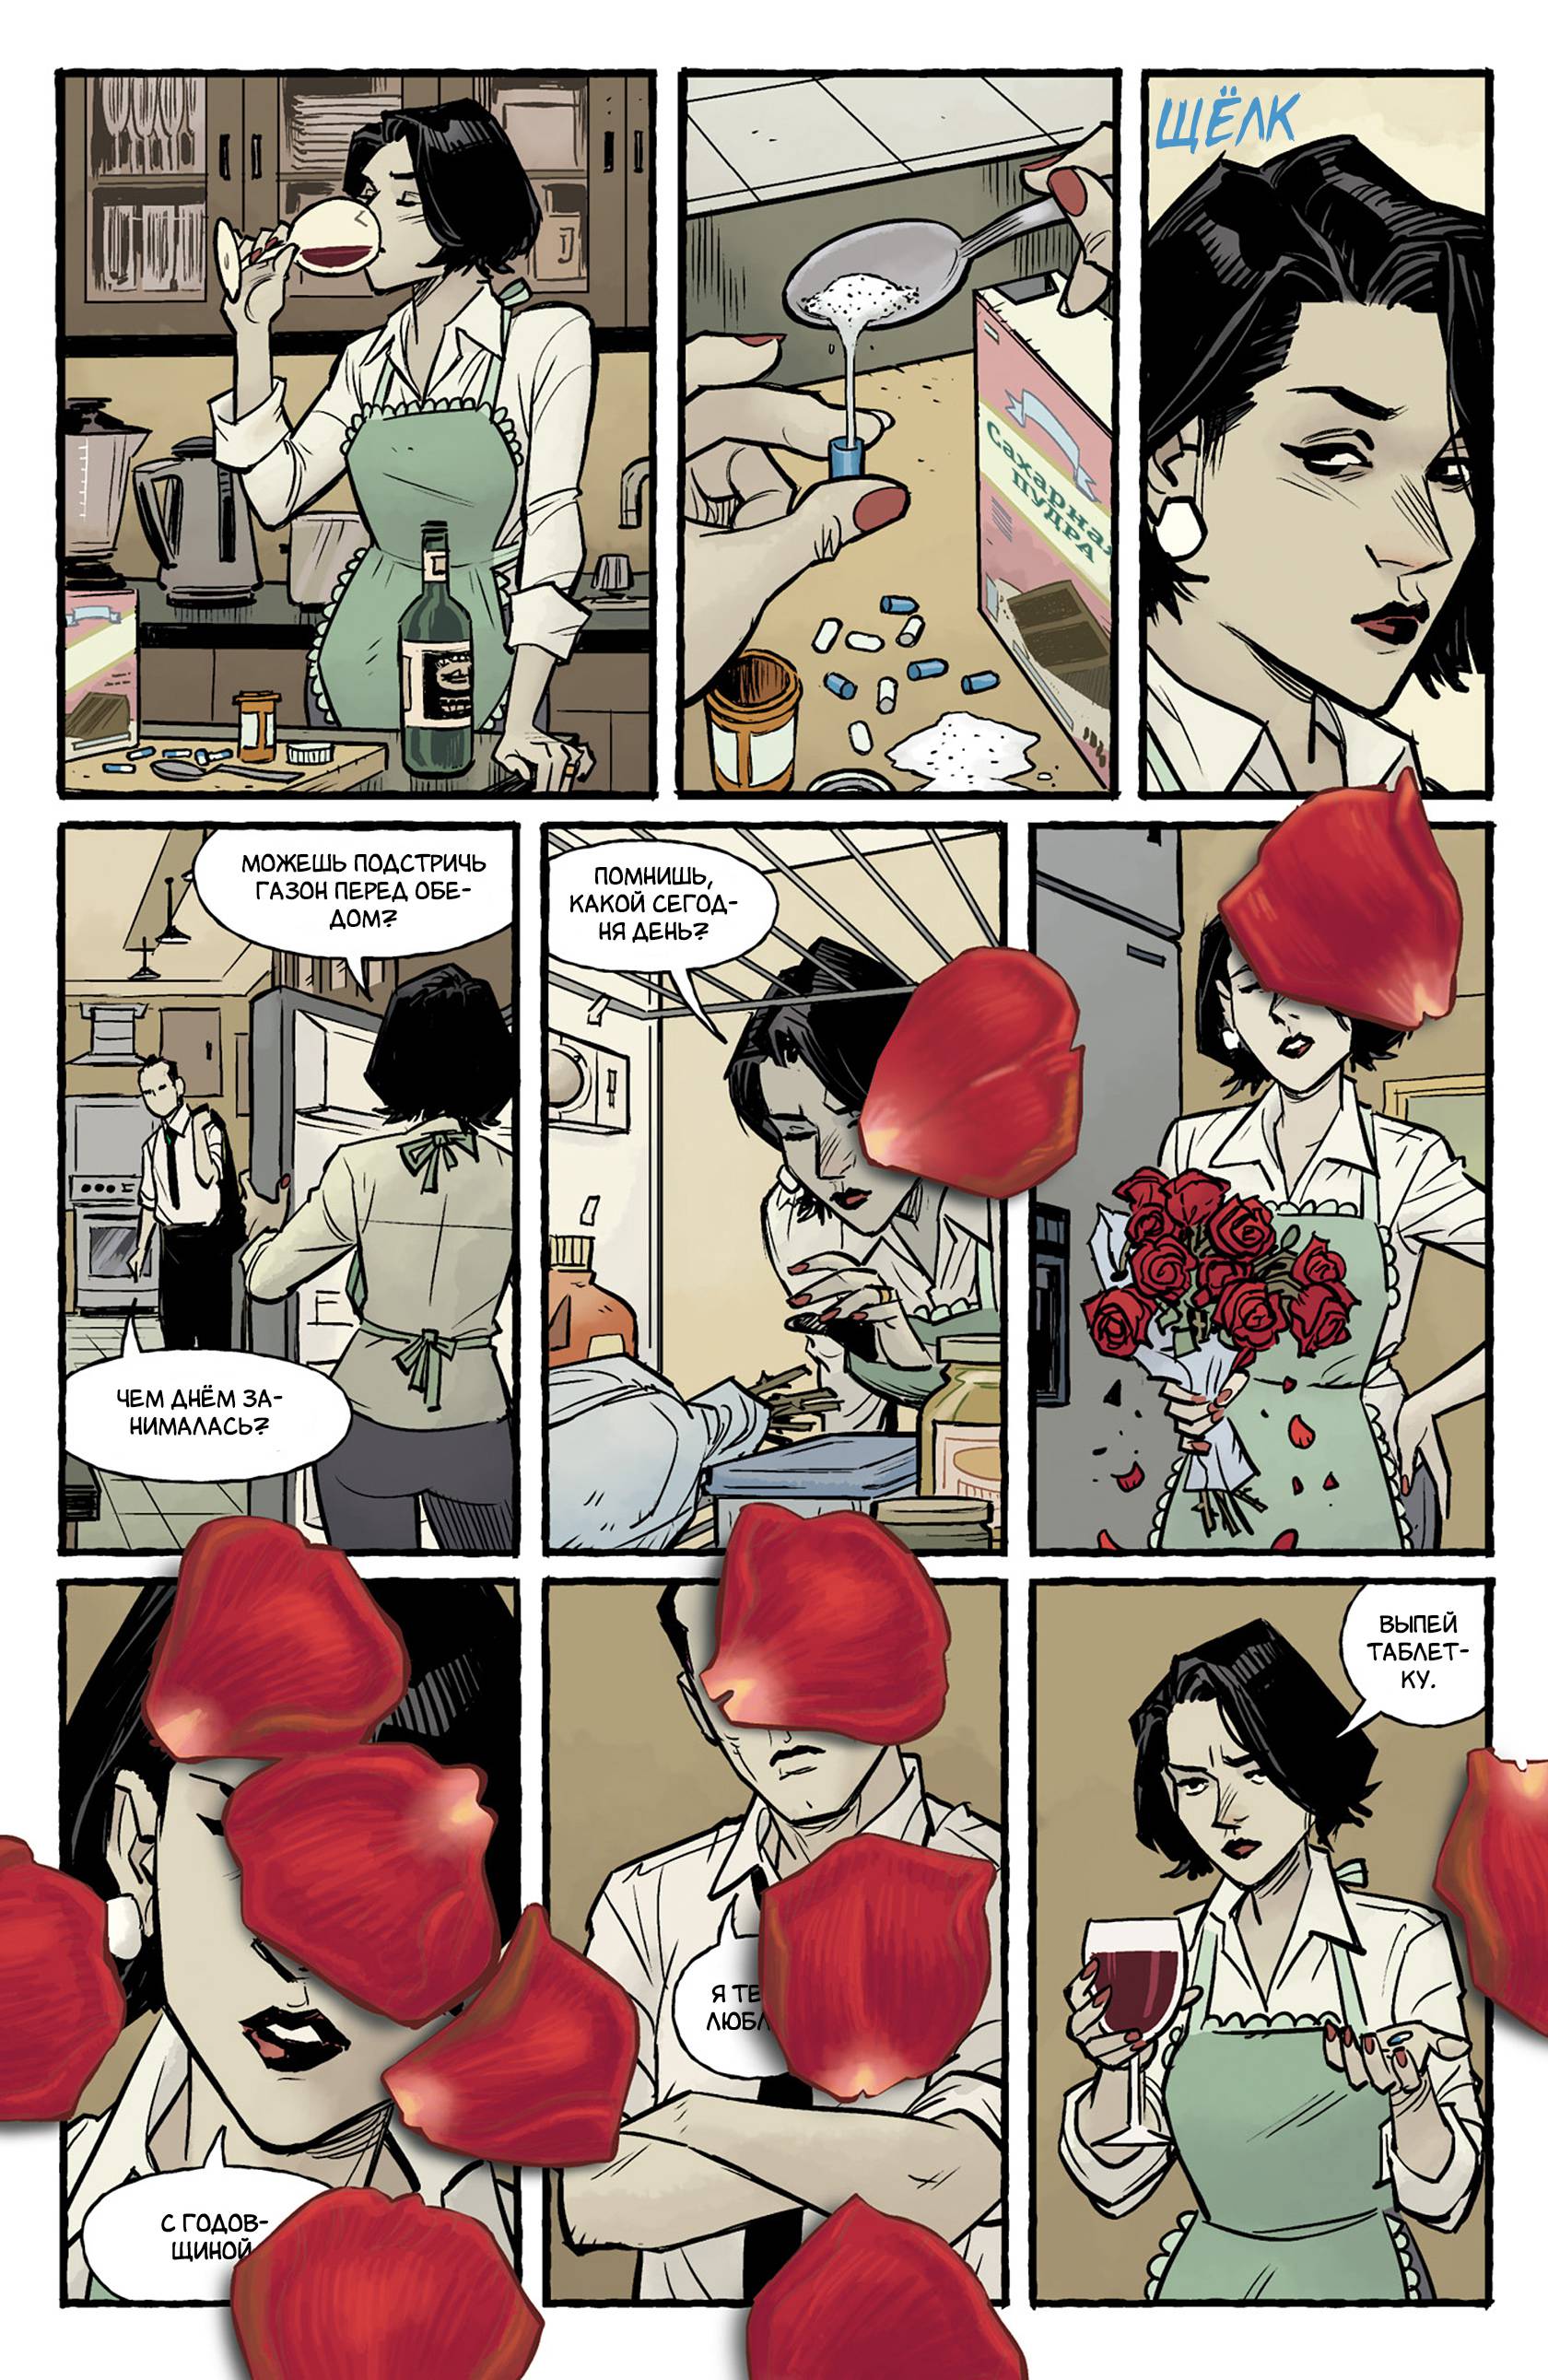 Сахарная
пудра
ЩЁЛК
МОЖЕШЬ ПОДСТРИЧЬ
ГАЗОН ПЕРЕД ОБЕ-
ДОМ?
ЧЕМ ДНЁМ ЗА-
НИМАЛАСЬ?
ПОМНИШЬ,
КАКОЙ СЕГОД-
НЯ ДЕНЬ?
С ГОДОВ-
ЩИНОЙ
Я ТЕ
ЛЮБЛ
ВЫПЕЙ
ТАБЛЕТ-
КУ.